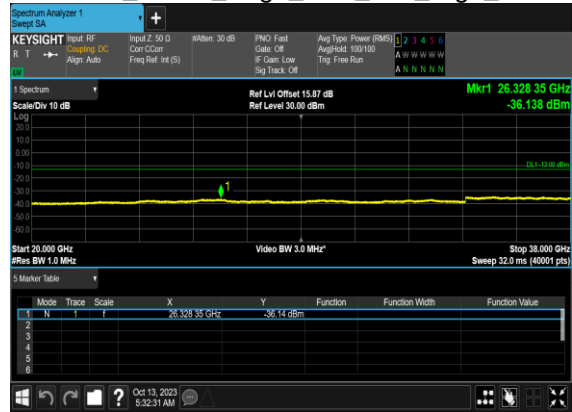 Spectrum Analyzer 1
Swept SA
+
KEYSIGHT
R T
Input: RF
Coupling: DC
Align: Auto
Input Z: 50 Ω
Corr CCorr
Freq Ref: Int (S)
#Atten: 30 dB
PNO: Fast
Gate: Off
IF Gain: Low
Sig Track: Off
Avg Type: Power (RMS)
Avg|Hold: 100/100
Trig: Free Run
1 2 3 4 5 6
A W W W W W
A N N N N N
1 Spectrum
Scale/Div 10 dB
Ref Lvl Offset 15.87 dB
Ref Level 30.00 dBm
Mkr1 26.328 35 GHz
-36.138 dBm
Log
20.0
10.0
0.00
-10.0
DL1 -13.00 dBm
-20.0
-30.0
1
-40.0
-50.0
-60.0
Start 20.000 GHz
Video BW 3.0 MHz*
Stop 38.000 GHz
#Res BW 1.0 MHz
Sweep 32.0 ms (40001 pts)
5 Marker Table
Mode Trace Scale X Y Function Function Width Function Value
1 N 1 f 26.328 35 GHz -36.14 dBm
2
3
4
5
6
? Oct 13, 2023
5:32:31 AM